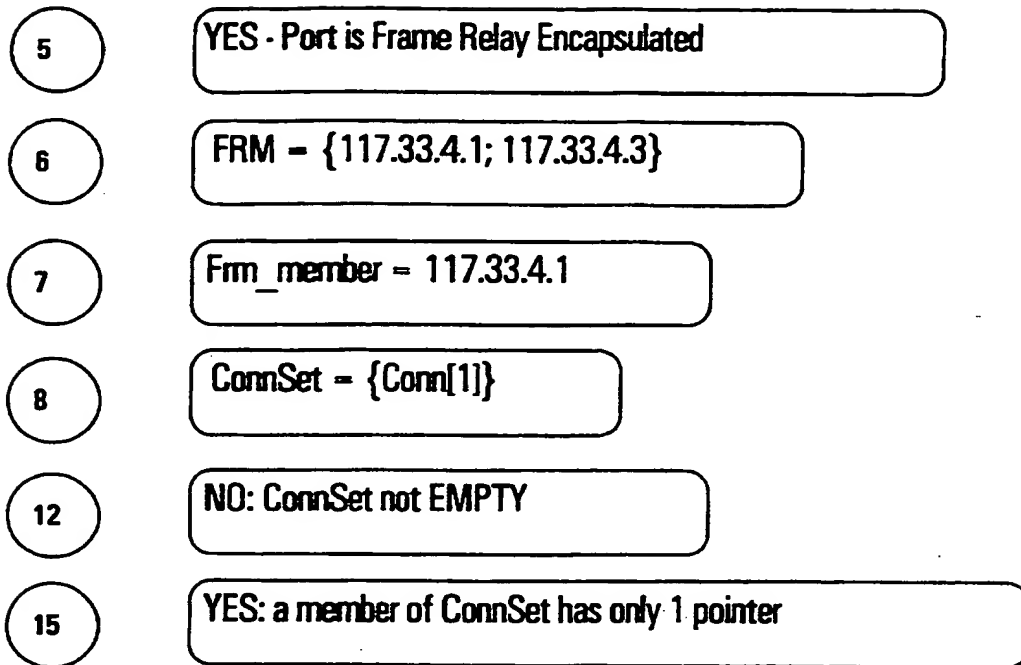 5 YES - Port is Frame Relay Encapsulated
6 FRM = {117.33.4.1; 117.33.4.3}
7 Frm_member = 117.33.4.1
8 ConnSet = {Conn[1]}
12 NO: ConnSet not EMPTY
15 YES: a member of ConnSet has only 1 pointer